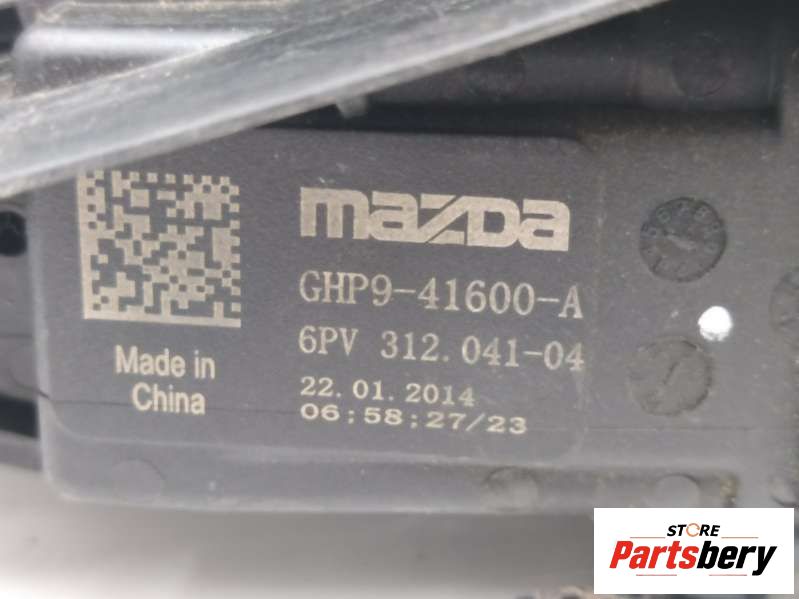 mazda
GHP9-41600-A
6PV 312.041-04
22.01.2014
06:58:27/23
Made in
China
STORE
Partsbery